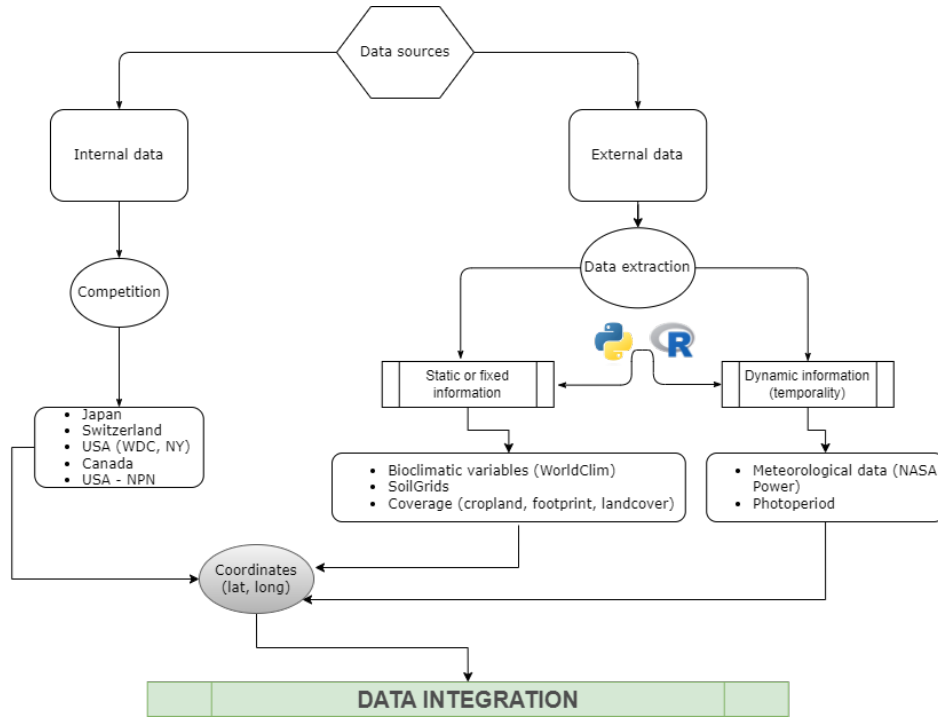 Data sources
Internal data
External data
Data extraction
Competition
R
Static or fixed
information
Dynamic information
(temporality)
• Japan
• Switzerland
• USA (WDC, NY)
• Canada
• USA - NPN
• Bioclimatic variables (WorldClim)
• SoilGrids
• Coverage (cropland, footprint, landcover)
• Meteorological data (NASA
Power)
• Photoperiod
Coordinates
(lat, long)
DATA INTEGRATION